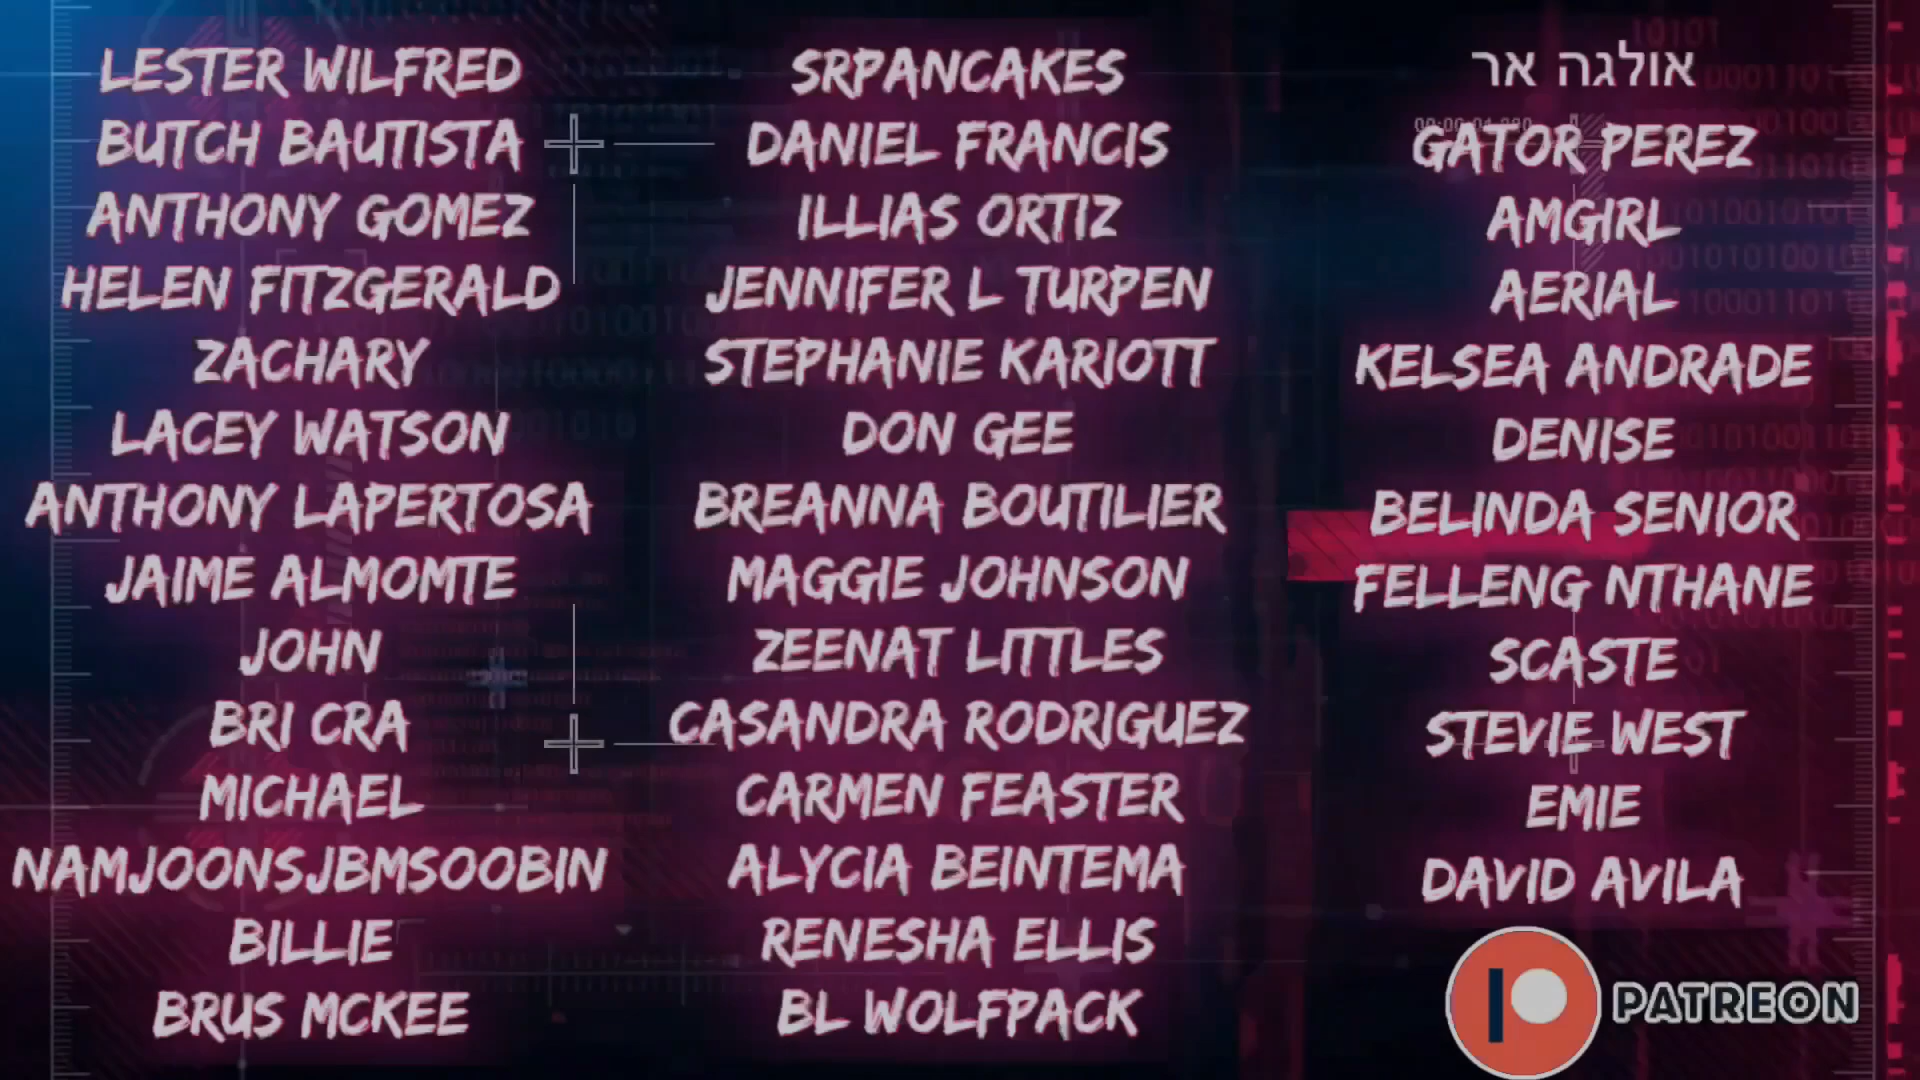 LESTER WILFRED
BUTCH BAUTISTA
ANTHONY GOMEZ
HELEN FITZGERALD
ZACHARY
LACEY WATSON
ANTHONY LAPERTOSA
JAIME ALMOMTE
JOHN
BRI CRA
MICHAEL
NAMJOONSJBMSOOBIN
BILLIE
BRUS MCKEE
SRPANCAKES
DANIEL FRANCIS
ILLIAS ORTIZ
JENNIFER L TURPEN
STEPHANIE KARIOTT
DON GEE
BREANNA BOUTILIER
MAGGIE JOHNSON
ZEENAT LITTLES
CASANDRA RODRIGUEZ
CARMEN FEASTER
ALYCIA BEINTEMA
RENESHA ELLIS
BL WOLFPACK
אולגה אר
GATOR PEREZ
AMGIRL
AERIAL
KELSEA ANDRADE
DENISE
BELINDA SENIOR
FELLENG NTHANE
SCASTE
STEVIE WEST
EMIE
DAVID AVILA
PATREON